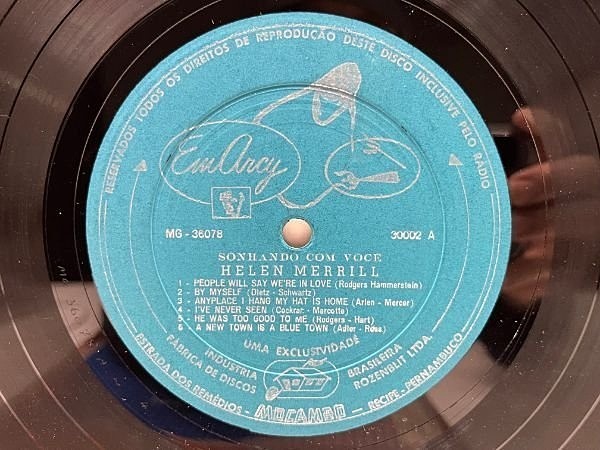 RESERVADOS TODOS OS DIREITOS DE REPRODUÇÃO DESTE DISCO INCLUSIVE PELO RADIO
EmArcy
MG - 36078
30002 A
SONHANDO COM VOCE
HELEN MERRILL
1 - PEOPLE WILL SAY WE'RE IN LOVE (Rodgers Hammerstein)
2 - BY MYSELF (Dietz - Schwartz)
3 - ANYPLACE I HANG MY HAT IS HOME (Arlen - Mercer)
4 - I'VE NEVER SEEN (Cockran - Marcotte)
5 - HE WAS TOO GOOD TO ME (Rodgers - Hart)
6 - A NEW TOWN IS A BLUE TOWN (Adler - Ross)
UMA EXCLUSIVIDADE
INDUSTRIA BRASILEIRA
FÁBRICA DE DISCOS ROZENBLIT LTDA.
ESTRADA DOS REMÉDIOS - MOCAMBO - RECIFE - PERNAMBUCO